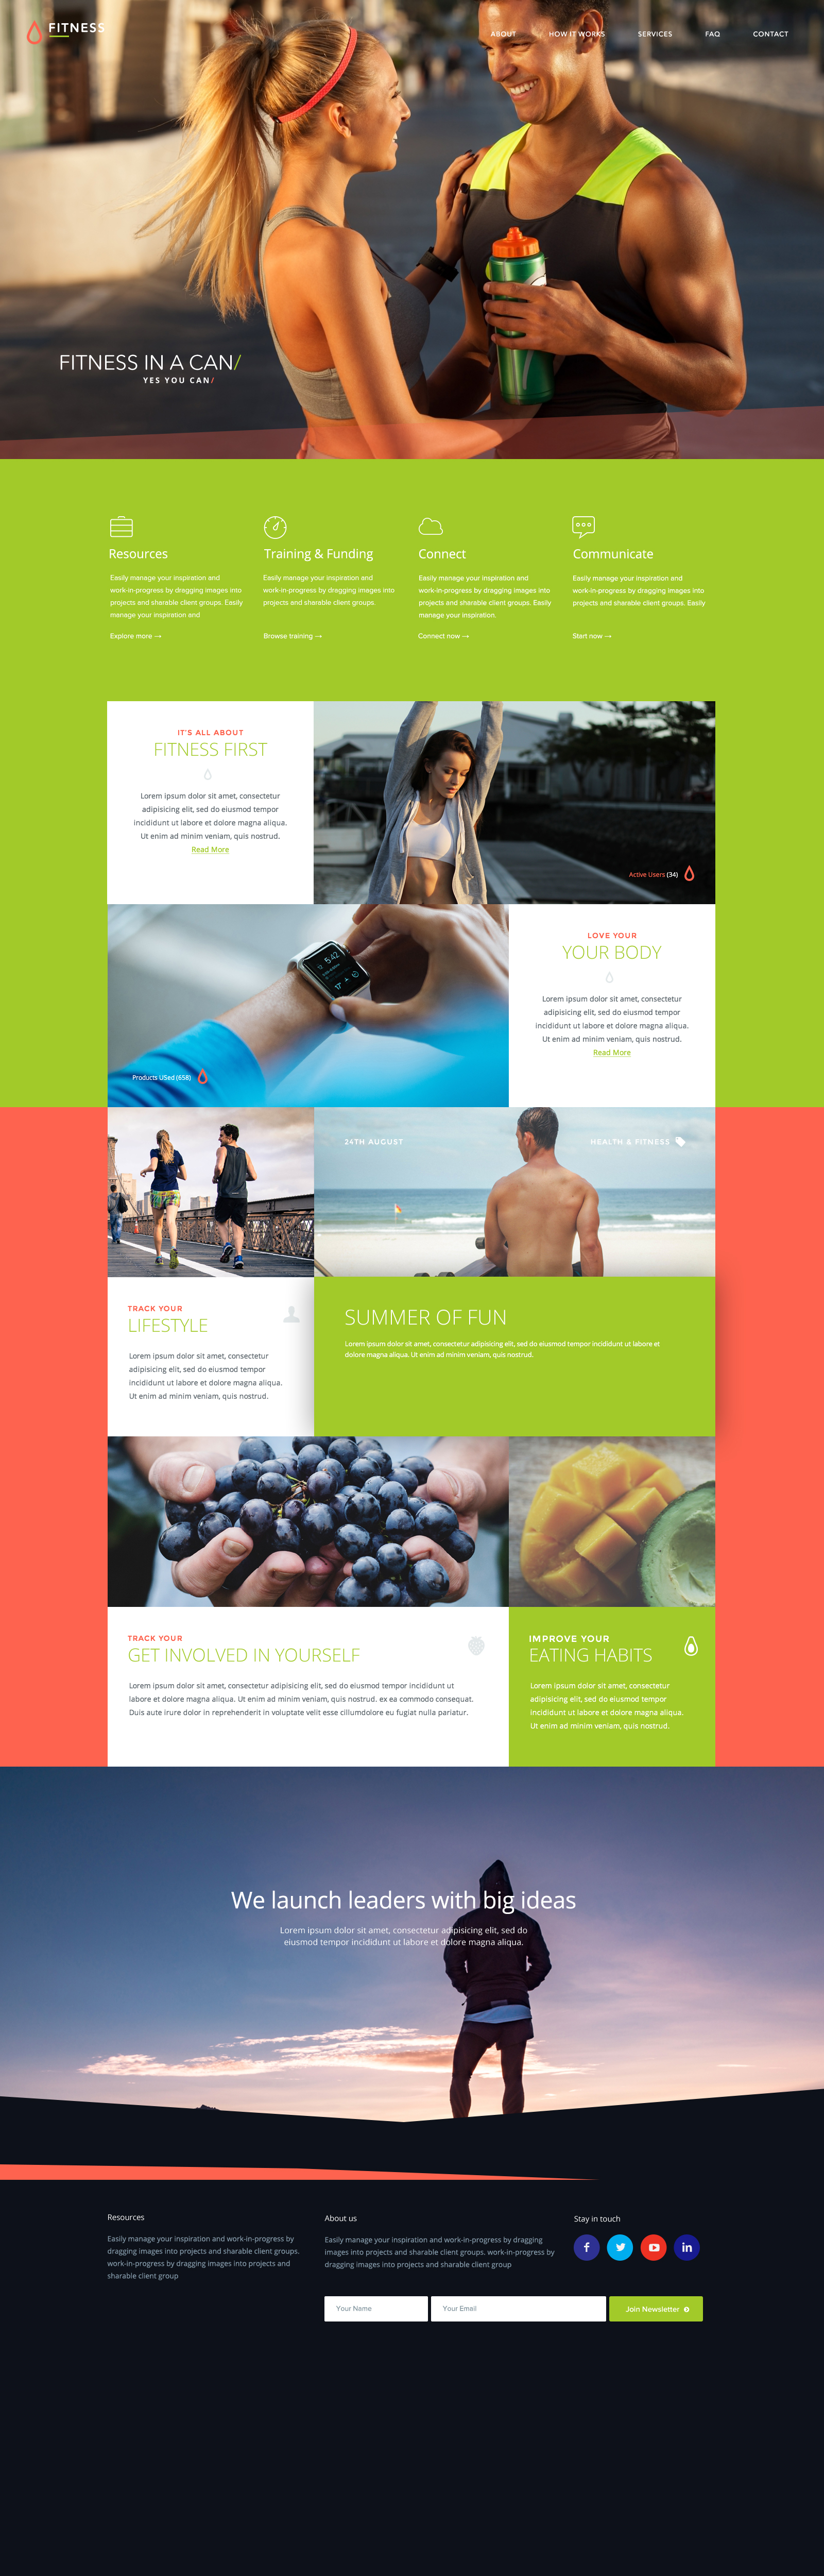 FITNESS
ABOUT HOW IT WORKS SERVICES FAQ CONTACT
FITNESS IN A CAN/
YES YOU CAN/
Resources
Easily manage your inspiration and
work-in-progress by dragging images into
projects and sharable client groups. Easily
manage your inspiration and
Explore more →
Training & Funding
Easily manage your inspiration and
work-in-progress by dragging images into
projects and sharable client groups.
Browse training →
Connect
Easily manage your inspiration and
work-in-progress by dragging images into
projects and sharable client groups. Easily
manage your inspiration.
Connect now →
Communicate
Easily manage your inspiration and
work-in-progress by dragging images into
projects and sharable client groups. Easily
Start now →
IT'S ALL ABOUT
FITNESS FIRST
Lorem ipsum dolor sit amet, consectetur
adipisicing elit, sed do eiusmod tempor
incididunt ut labore et dolore magna aliqua.
Ut enim ad minim veniam, quis nostrud.
Read More
Active Users (34)
5:42
Products USed (658)
LOVE YOUR
YOUR BODY
Lorem ipsum dolor sit amet, consectetur
adipisicing elit, sed do eiusmod tempor
incididunt ut labore et dolore magna aliqua.
Ut enim ad minim veniam, quis nostrud.
Read More
24TH AUGUST
HEALTH & FITNESS
TRACK YOUR
LIFESTYLE
Lorem ipsum dolor sit amet, consectetur
adipisicing elit, sed do eiusmod tempor
incididunt ut labore et dolore magna aliqua.
Ut enim ad minim veniam, quis nostrud.
SUMMER OF FUN
Lorem ipsum dolor sit amet, consectetur adipisicing elit, sed do eiusmod tempor incididunt ut labore et
dolore magna aliqua. Ut enim ad minim veniam, quis nostrud.
TRACK YOUR
GET INVOLVED IN YOURSELF
Lorem ipsum dolor sit amet, consectetur adipisicing elit, sed do eiusmod tempor incididunt ut
labore et dolore magna aliqua. Ut enim ad minim veniam, quis nostrud. ex ea commodo consequat.
Duis aute irure dolor in reprehenderit in voluptate velit esse cillumdolore eu fugiat nulla pariatur.
IMPROVE YOUR
EATING HABITS
Lorem ipsum dolor sit amet, consectetur
adipisicing elit, sed do eiusmod tempor
incididunt ut labore et dolore magna aliqua.
Ut enim ad minim veniam, quis nostrud.
We launch leaders with big ideas
Lorem ipsum dolor sit amet, consectetur adipisicing elit, sed do
eiusmod tempor incididunt ut labore et dolore magna aliqua.
Resources
Easily manage your inspiration and work-in-progress by
dragging images into projects and sharable client groups.
work-in-progress by dragging images into projects and
sharable client group
About us
Easily manage your inspiration and work-in-progress by dragging
images into projects and sharable client groups. work-in-progress by
dragging images into projects and sharable client group
Stay in touch
Your Name
Your Email
Join Newsletter